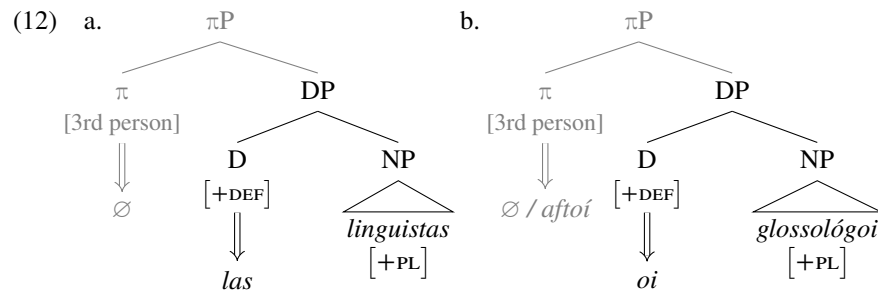 (12) a. πP b. πP
π DP π DP
[3rd person] [3rd person]
D NP D NP
∅ [+DEF] linguistas ∅ / aftoí [+DEF] glossológoi
[+PL] [+PL]
las oi